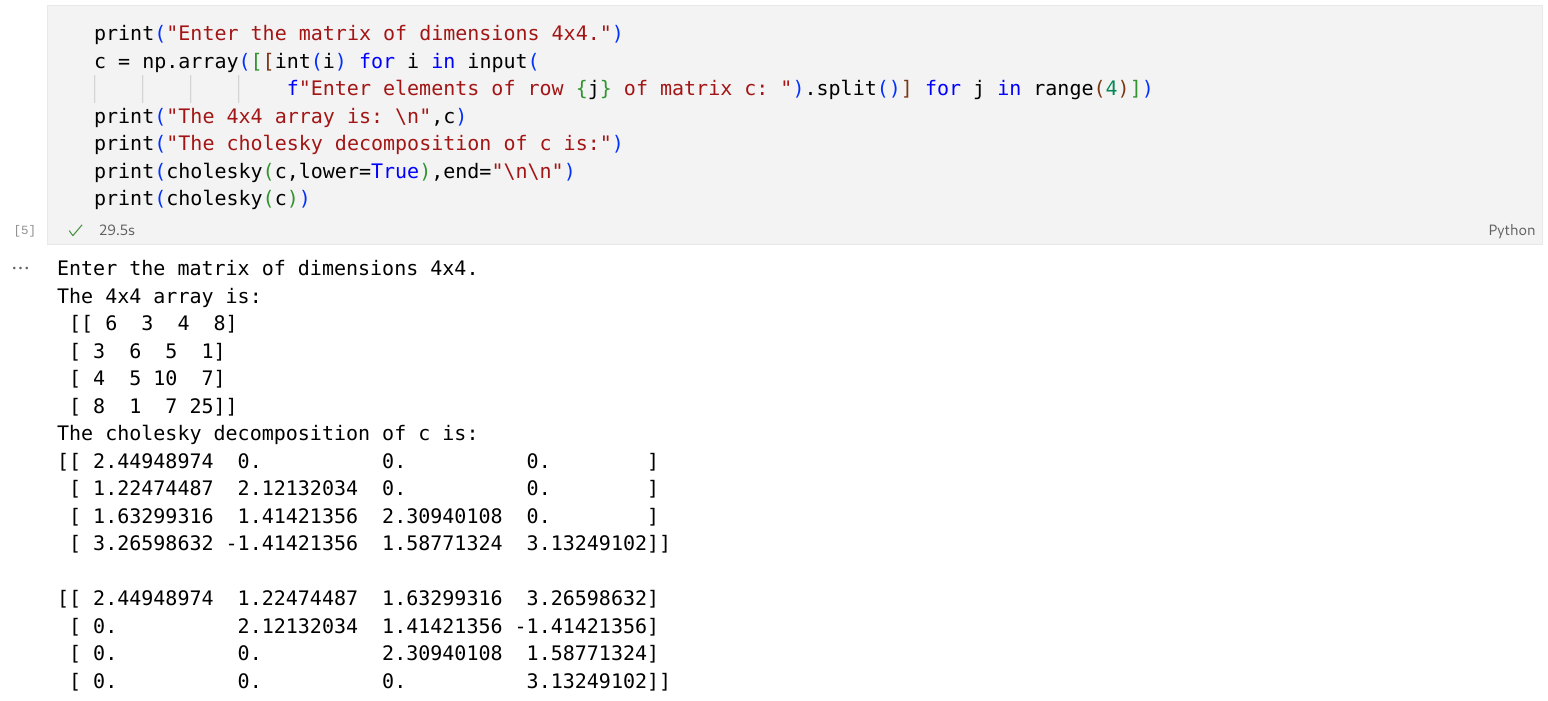 print("Enter the matrix of dimensions 4x4.")
c = np.array([[int(i) for i in input(
f"Enter elements of row {j} of matrix c: ").split()] for j in range(4)])
print("The 4x4 array is: \n",c)
print("The cholesky decomposition of c is:")
print(cholesky(c,lower=True),end="\n\n")
print(cholesky(c))
[5] 29.5s Python
... Enter the matrix of dimensions 4x4.
The 4x4 array is:
[[ 6 3 4 8]
[ 3 6 5 1]
[ 4 5 10 7]
[ 8 1 7 25]]
The cholesky decomposition of c is:
[[ 2.44948974 0. 0. 0. ]
[ 1.22474487 2.12132034 0. 0. ]
[ 1.63299316 1.41421356 2.30940108 0. ]
[ 3.26598632 -1.41421356 1.58771324 3.13249102]]
[[ 2.44948974 1.22474487 1.63299316 3.26598632]
[ 0. 2.12132034 1.41421356 -1.41421356]
[ 0. 0. 2.30940108 1.58771324]
[ 0. 0. 0. 3.13249102]]